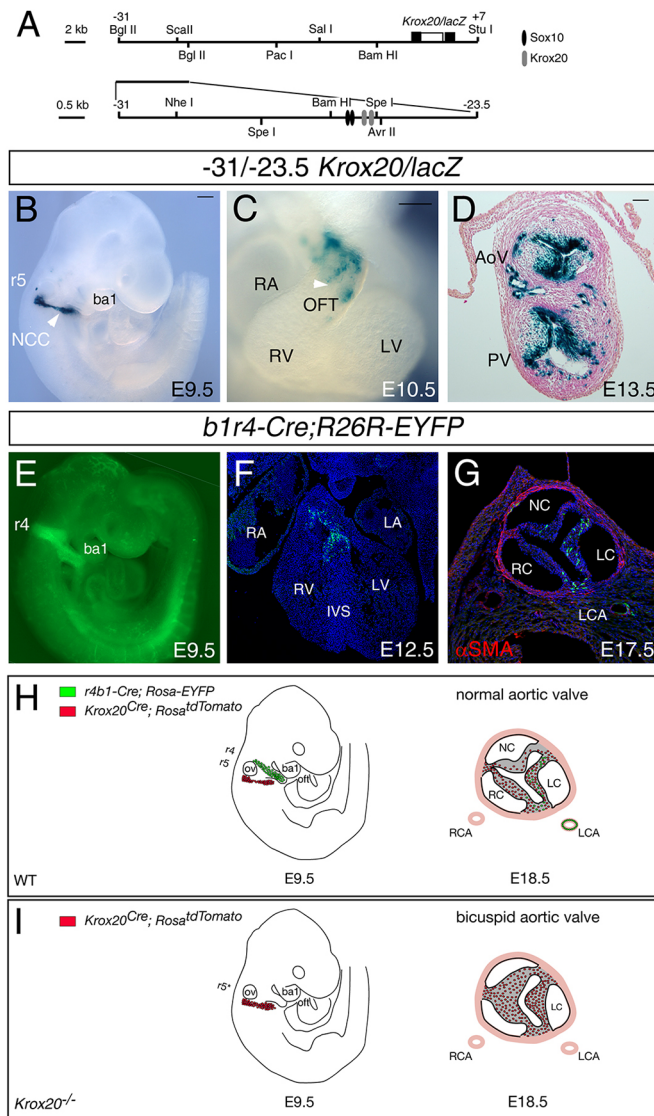 A
-31
Bgl II
ScaII
Sal I
Krox20/lacZ
+7
Stu I
2 kb
Bgl II
Pac I
Bam HI
Sox10
Krox20
0.5 kb
-31
Nhe I
Bam HI
Spe I
-23.5
Spe I
Avr II
-31/-23.5 Krox20/lacZ
B
r5
ba1
NCC
E9.5
C
RA
OFT
RV
LV
E10.5
D
AoV
PV
E13.5
b1r4-Cre;R26R-EYFP
E
r4
ba1
E9.5
F
RA
LA
RV
LV
IVS
E12.5
G
NC
RC
LC
LCA
αSMA
E17.5
H
r4b1-Cre; Rosa-EYFP
Krox20Cre; RosatdTomato
normal aortic valve
r4
r5
ov
ba1
oft
NC
RC
LC
RCA
LCA
WT
E9.5
E18.5
I
Krox20Cre; RosatdTomato
bicuspid aortic valve
r5*
ov
ba1
oft
LC
RCA
LCA
Krox20-/-
E9.5
E18.5